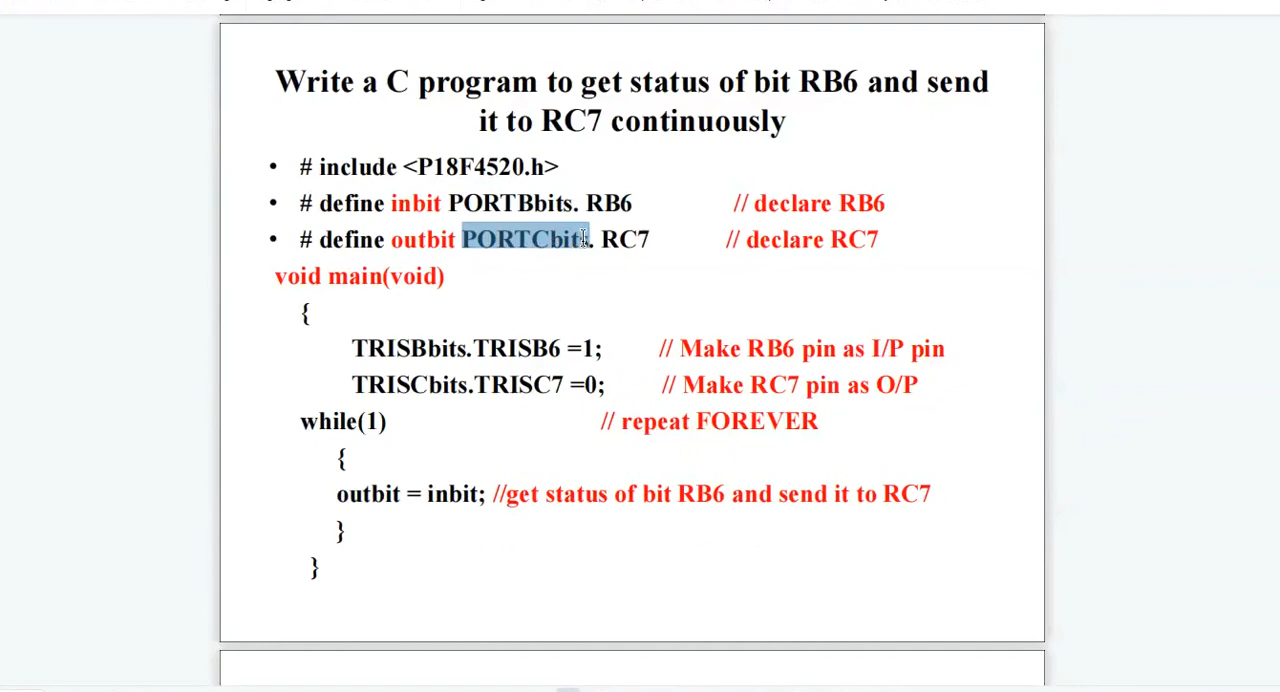 Write a C program to get status of bit RB6 and send
it to RC7 continuously
• # include <P18F4520.h>
• # define inbit PORTBbits. RB6 // declare RB6
• # define outbit PORTCbits. RC7 // declare RC7
void main(void)
{
TRISBbits.TRISB6 =1; // Make RB6 pin as I/P pin
TRISCbits.TRISC7 =0; // Make RC7 pin as O/P
while(1) // repeat FOREVER
{
outbit = inbit; //get status of bit RB6 and send it to RC7
}
}